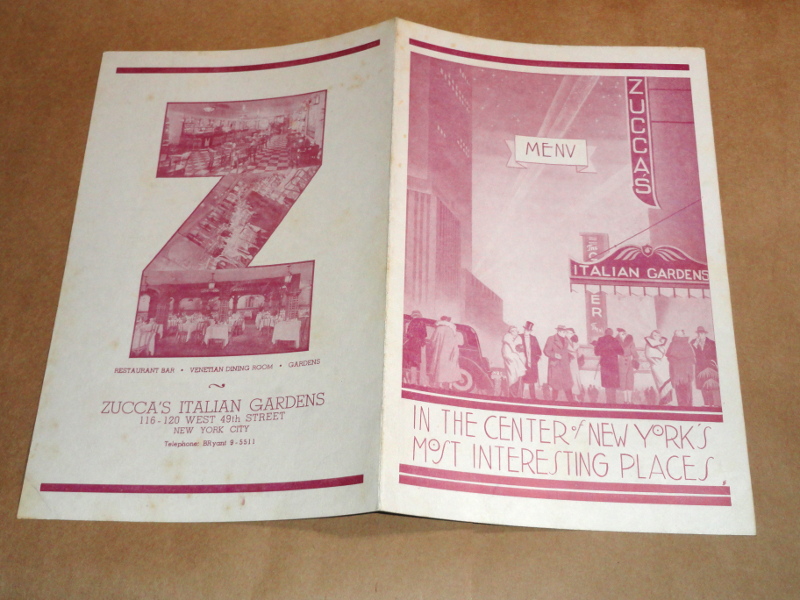 RESTAURANT BAR • VENETIAN DINING ROOM • GARDENS
ZUCCA'S ITALIAN GARDENS
116-120 WEST 49th STREET
NEW YORK CITY
Telephone: BRyant 9-5511
ZUCCA'S
MENU
ITALIAN GARDENS
IN THE CENTER of NEW YORK'S
MOST INTERESTING PLACES